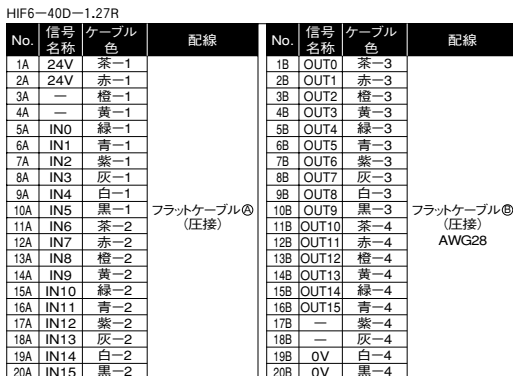 HIF6-40D-1.27R
No. 信号名称 ケーブル色 配線 No. 信号名称 ケーブル色 配線
1A 24V 茶-1 1B OUT0 茶-3
2A 24V 赤-1 2B OUT1 赤-3
3A — 橙-1 3B OUT2 橙-3
4A — 黄-1 4B OUT3 黄-3
5A IN0 緑-1 5B OUT4 緑-3
6A IN1 青-1 6B OUT5 青-3
7A IN2 紫-1 7B OUT6 紫-3
8A IN3 灰-1 8B OUT7 灰-3
9A IN4 白-1 9B OUT8 白-3
10A IN5 黒-1 フラットケーブルⒶ 10B OUT9 黒-3 フラットケーブルⒷ
11A IN6 茶-2 (圧接) 11B OUT10 茶-4 (圧接)
12A IN7 赤-2 12B OUT11 赤-4 AWG28
13A IN8 橙-2 13B OUT12 橙-4
14A IN9 黄-2 14B OUT13 黄-4
15A IN10 緑-2 15B OUT14 緑-4
16A IN11 青-2 16B OUT15 青-4
17A IN12 紫-2 17B — 紫-4
18A IN13 灰-2 18B — 灰-4
19A IN14 白-2 19B 0V 白-4
20A IN15 黒-2 20B 0V 黒-4